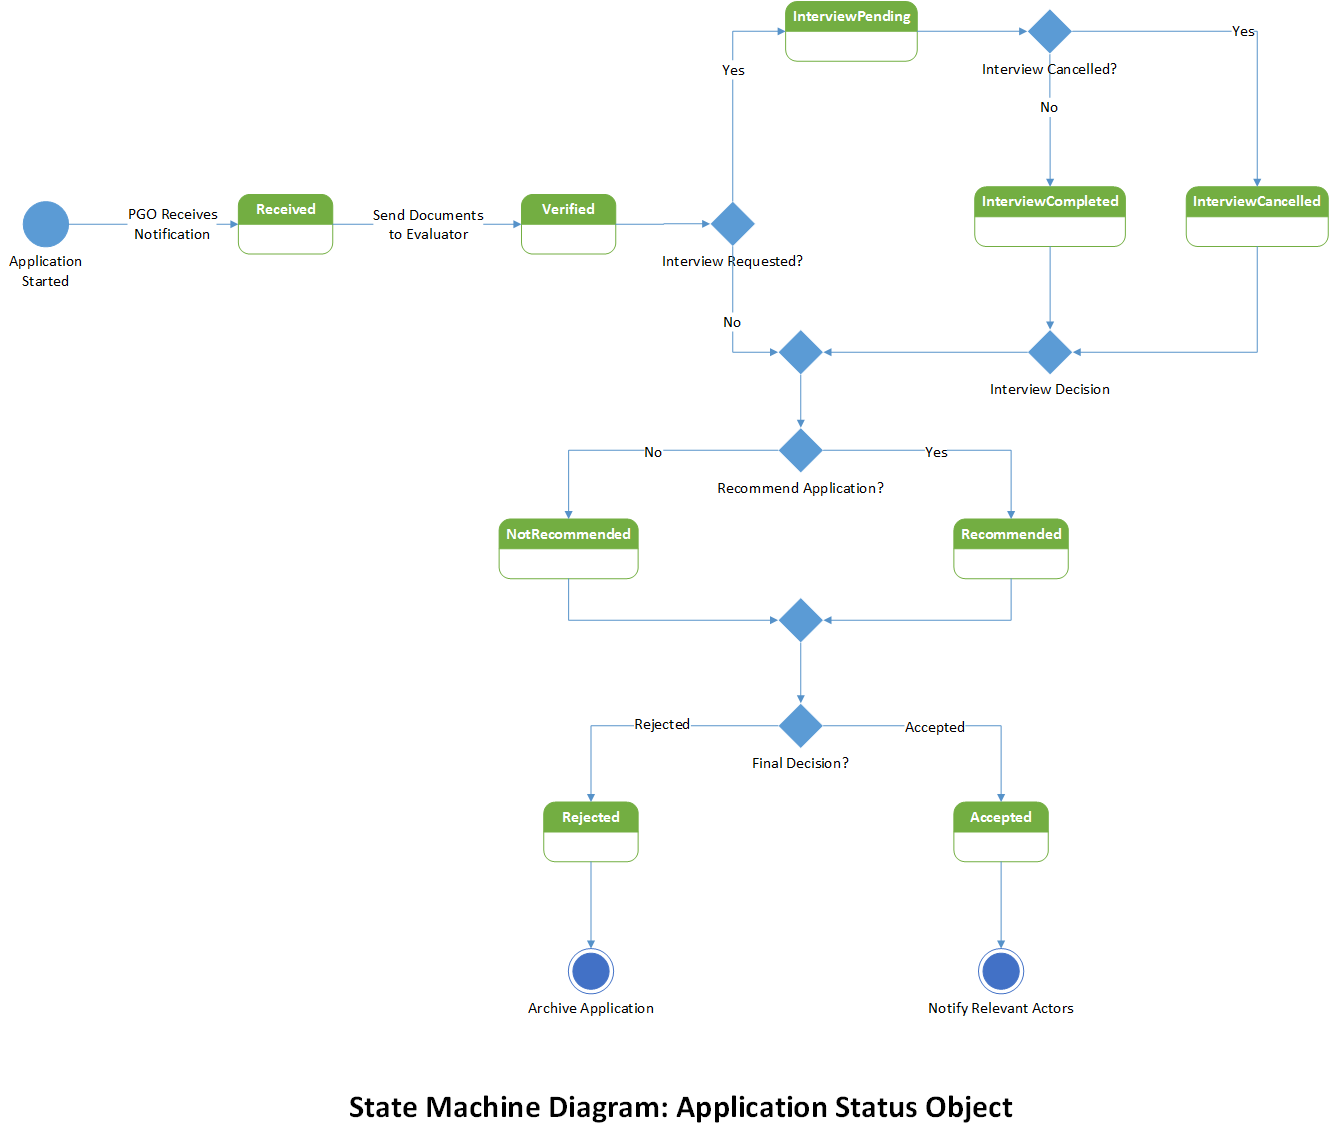 InterviewPending
Yes
Interview Cancelled?
Yes
No
Application
Started
PGO Receives
Notification
Received
Send Documents
to Evaluator
Verified
Interview Requested?
No
InterviewCompleted
InterviewCancelled
Interview Decision
No
Yes
Recommend Application?
NotRecommended
Recommended
Rejected
Accepted
Final Decision?
Rejected
Accepted
Archive Application
Notify Relevant Actors
State Machine Diagram: Application Status Object